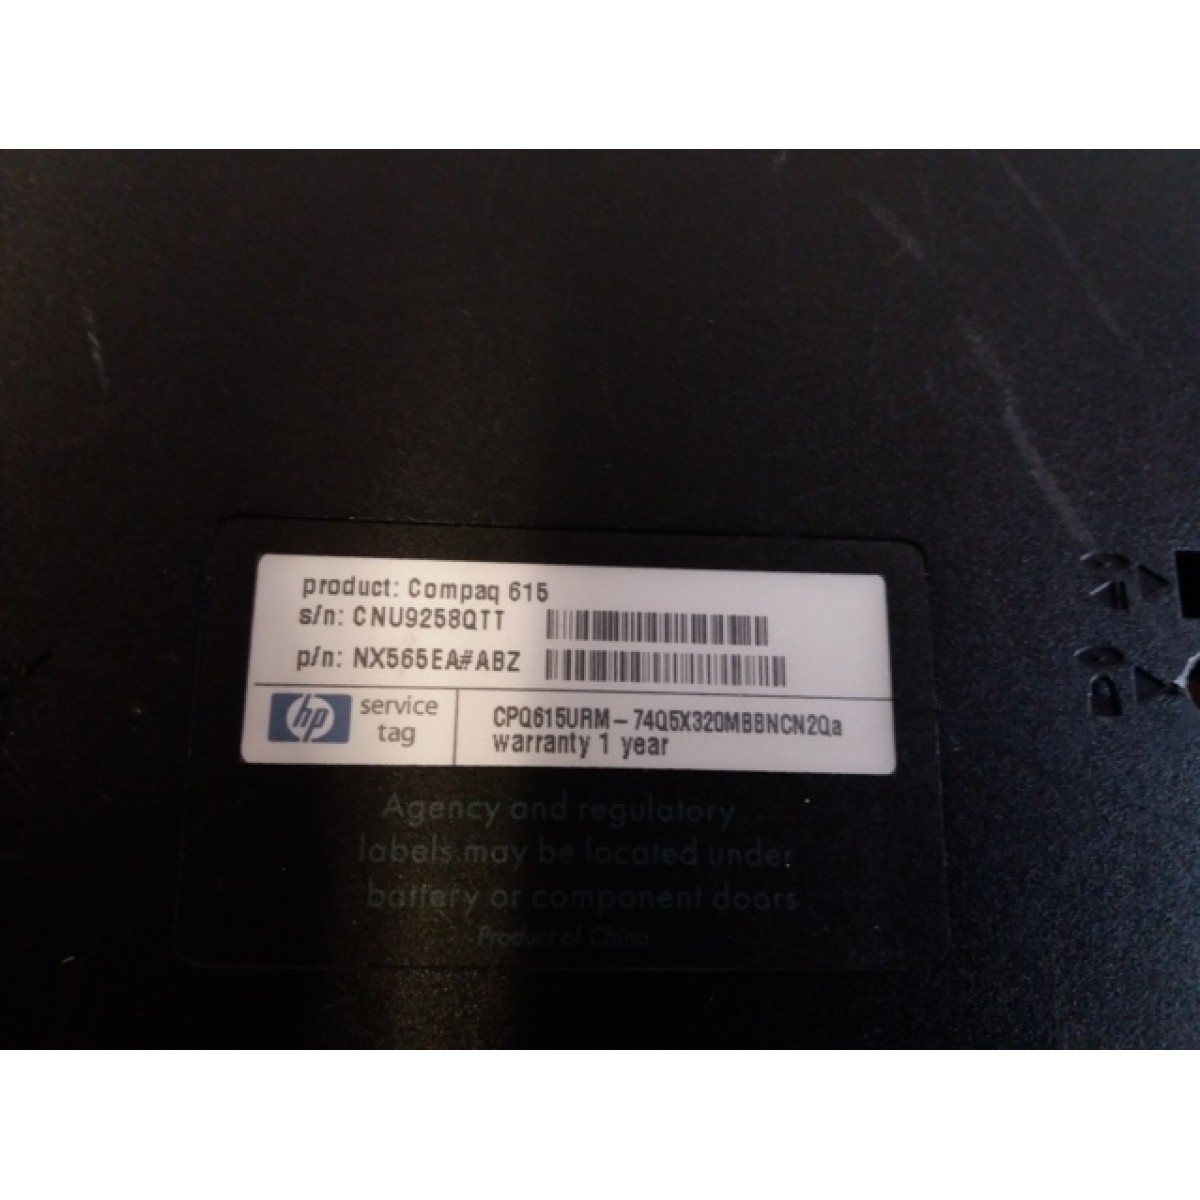 product: Compaq 615
s/n: CNU9258QTT
p/n: NX565EA#ABZ
hp service tag
CPQ615URM-74Q5X320MBBNCN2Qa
warranty 1 year
Agency and regulatory
labels may be located under
battery or component doors
Product of China